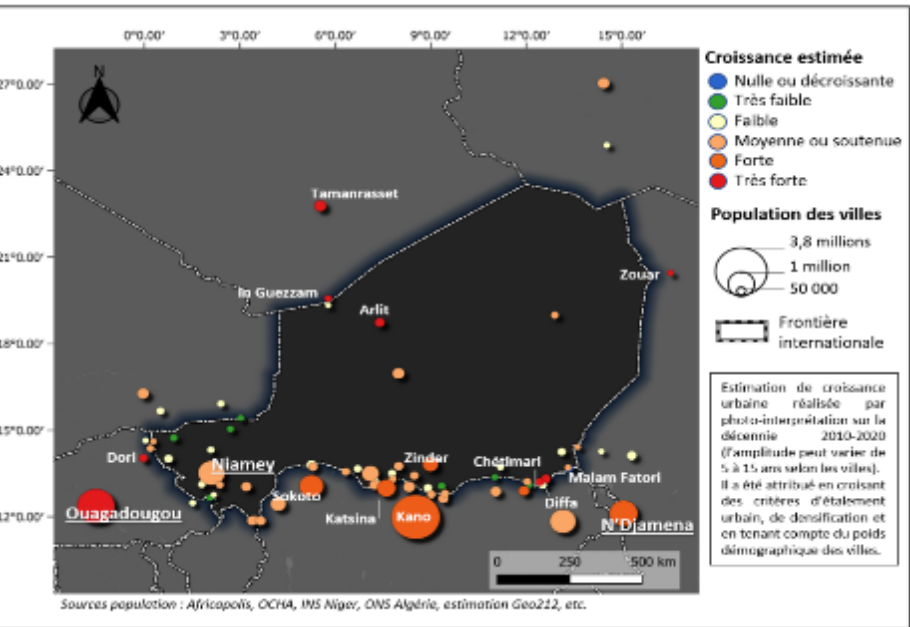 0°0.00' 3°0.00' 6°0.00' 9°0.00' 12°0.00' 15°0.00'
N
27°0.00'
24°0.00'
21°0.00'
18°0.00'
15°0.00'
12°0.00'
Tamanrasset
Zouar
In Guezzam
Arlit
Dori
Niamey
Zinder
Chétimari
Malam Fatori
Sokoto
Diffa
Ouagadougou
Katsina
Kano
N'Djamena
0 250 500 km
Croissance estimée
Nulle ou décroissante
Très faible
Faible
Moyenne ou soutenue
Forte
Très forte
Population des villes
3,8 millions
1 million
50 000
Frontière
internationale
Estimation de croissance
urbaine réalisée par
photo-interprétation sur la
décennie 2010-2020
(l'amplitude peut varier de
5 à 15 ans selon les villes).
Il a été attribué en croisant
des critères d'étalement
urbain, de densification et
en tenant compte du poids
démographique des villes.
Sources population : Africapolis, OCHA, INS Niger, ONS Algérie, estimation Geo212, etc.